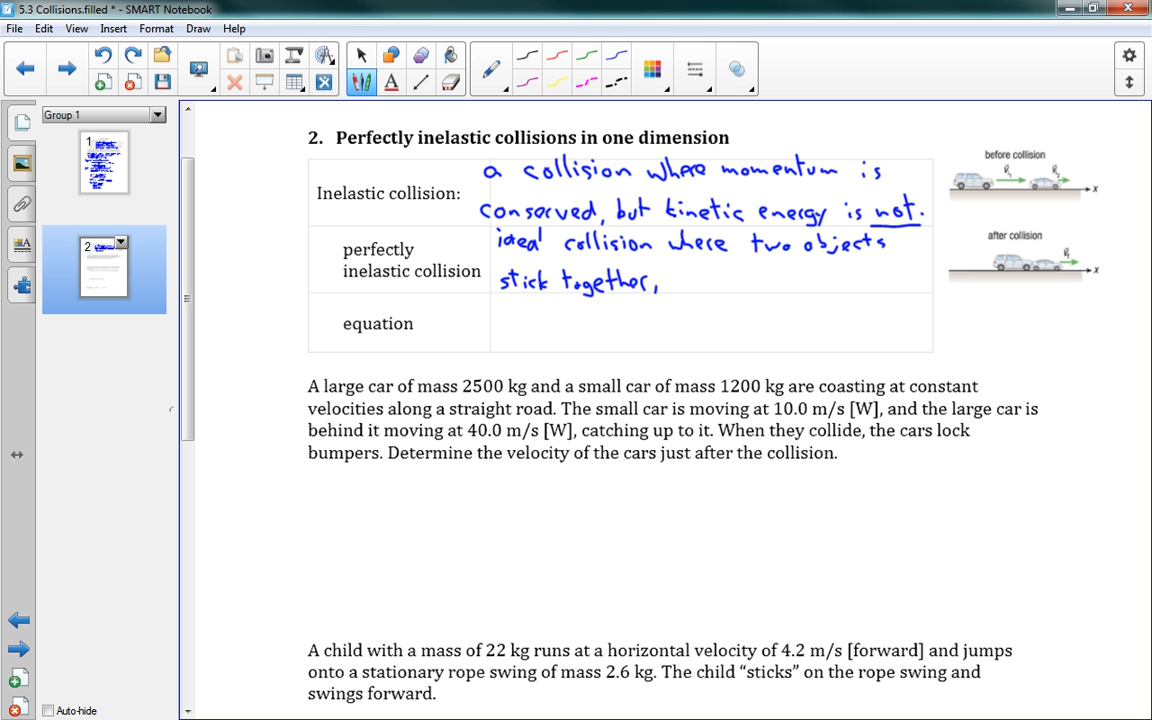 5.3 Collisions.filled * - SMART Notebook
File Edit View Insert Format Draw Help
Group 1
1
2
2. Perfectly inelastic collisions in one dimension
Inelastic collision:
a collision where momentum is
conserved, but kinetic energy is not.
perfectly
inelastic collision
ideal collision where two objects
stick together,
equation
before collision
x
after collision
x
A large car of mass 2500 kg and a small car of mass 1200 kg are coasting at constant
velocities along a straight road. The small car is moving at 10.0 m/s [W], and the large car is
behind it moving at 40.0 m/s [W], catching up to it. When they collide, the cars lock
bumpers. Determine the velocity of the cars just after the collision.
A child with a mass of 22 kg runs at a horizontal velocity of 4.2 m/s [forward] and jumps
onto a stationary rope swing of mass 2.6 kg. The child “sticks” on the rope swing and
swings forward.
Auto-hide